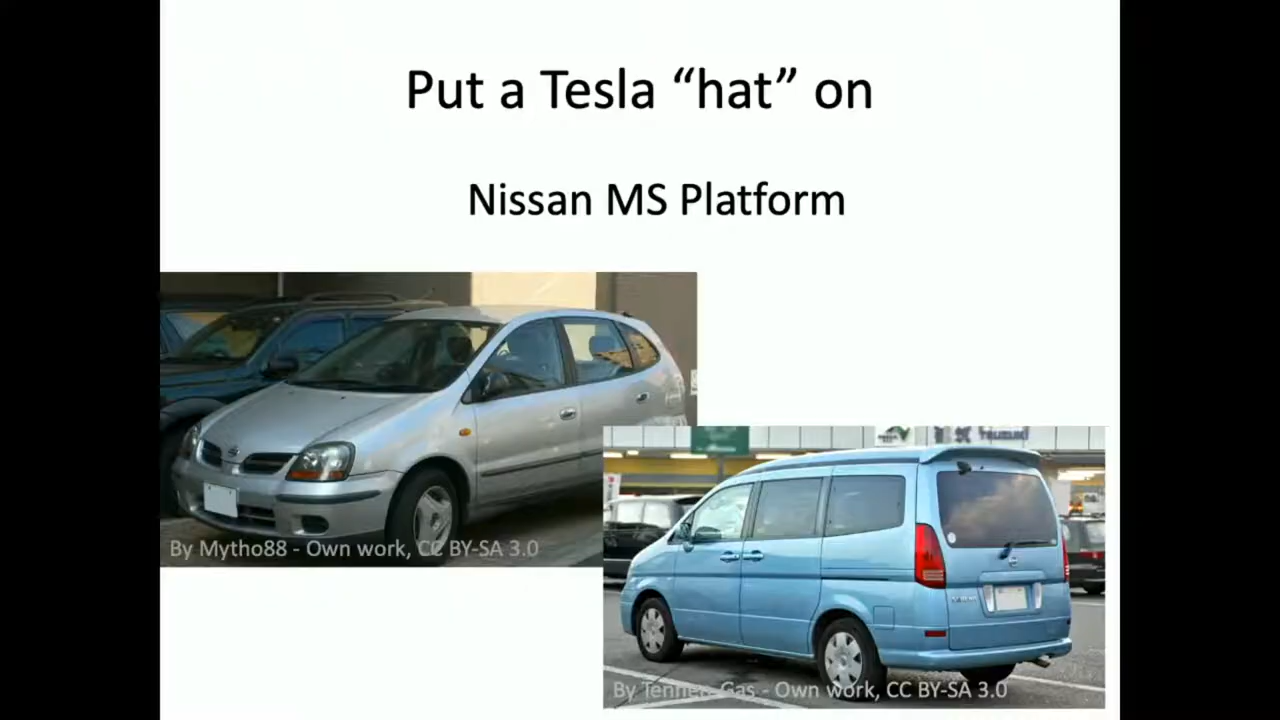 Put a Tesla “hat” on
Nissan MS Platform
By Mytho88 - Own work, CC BY-SA 3.0
By Tennen-Gas - Own work, CC BY-SA 3.0